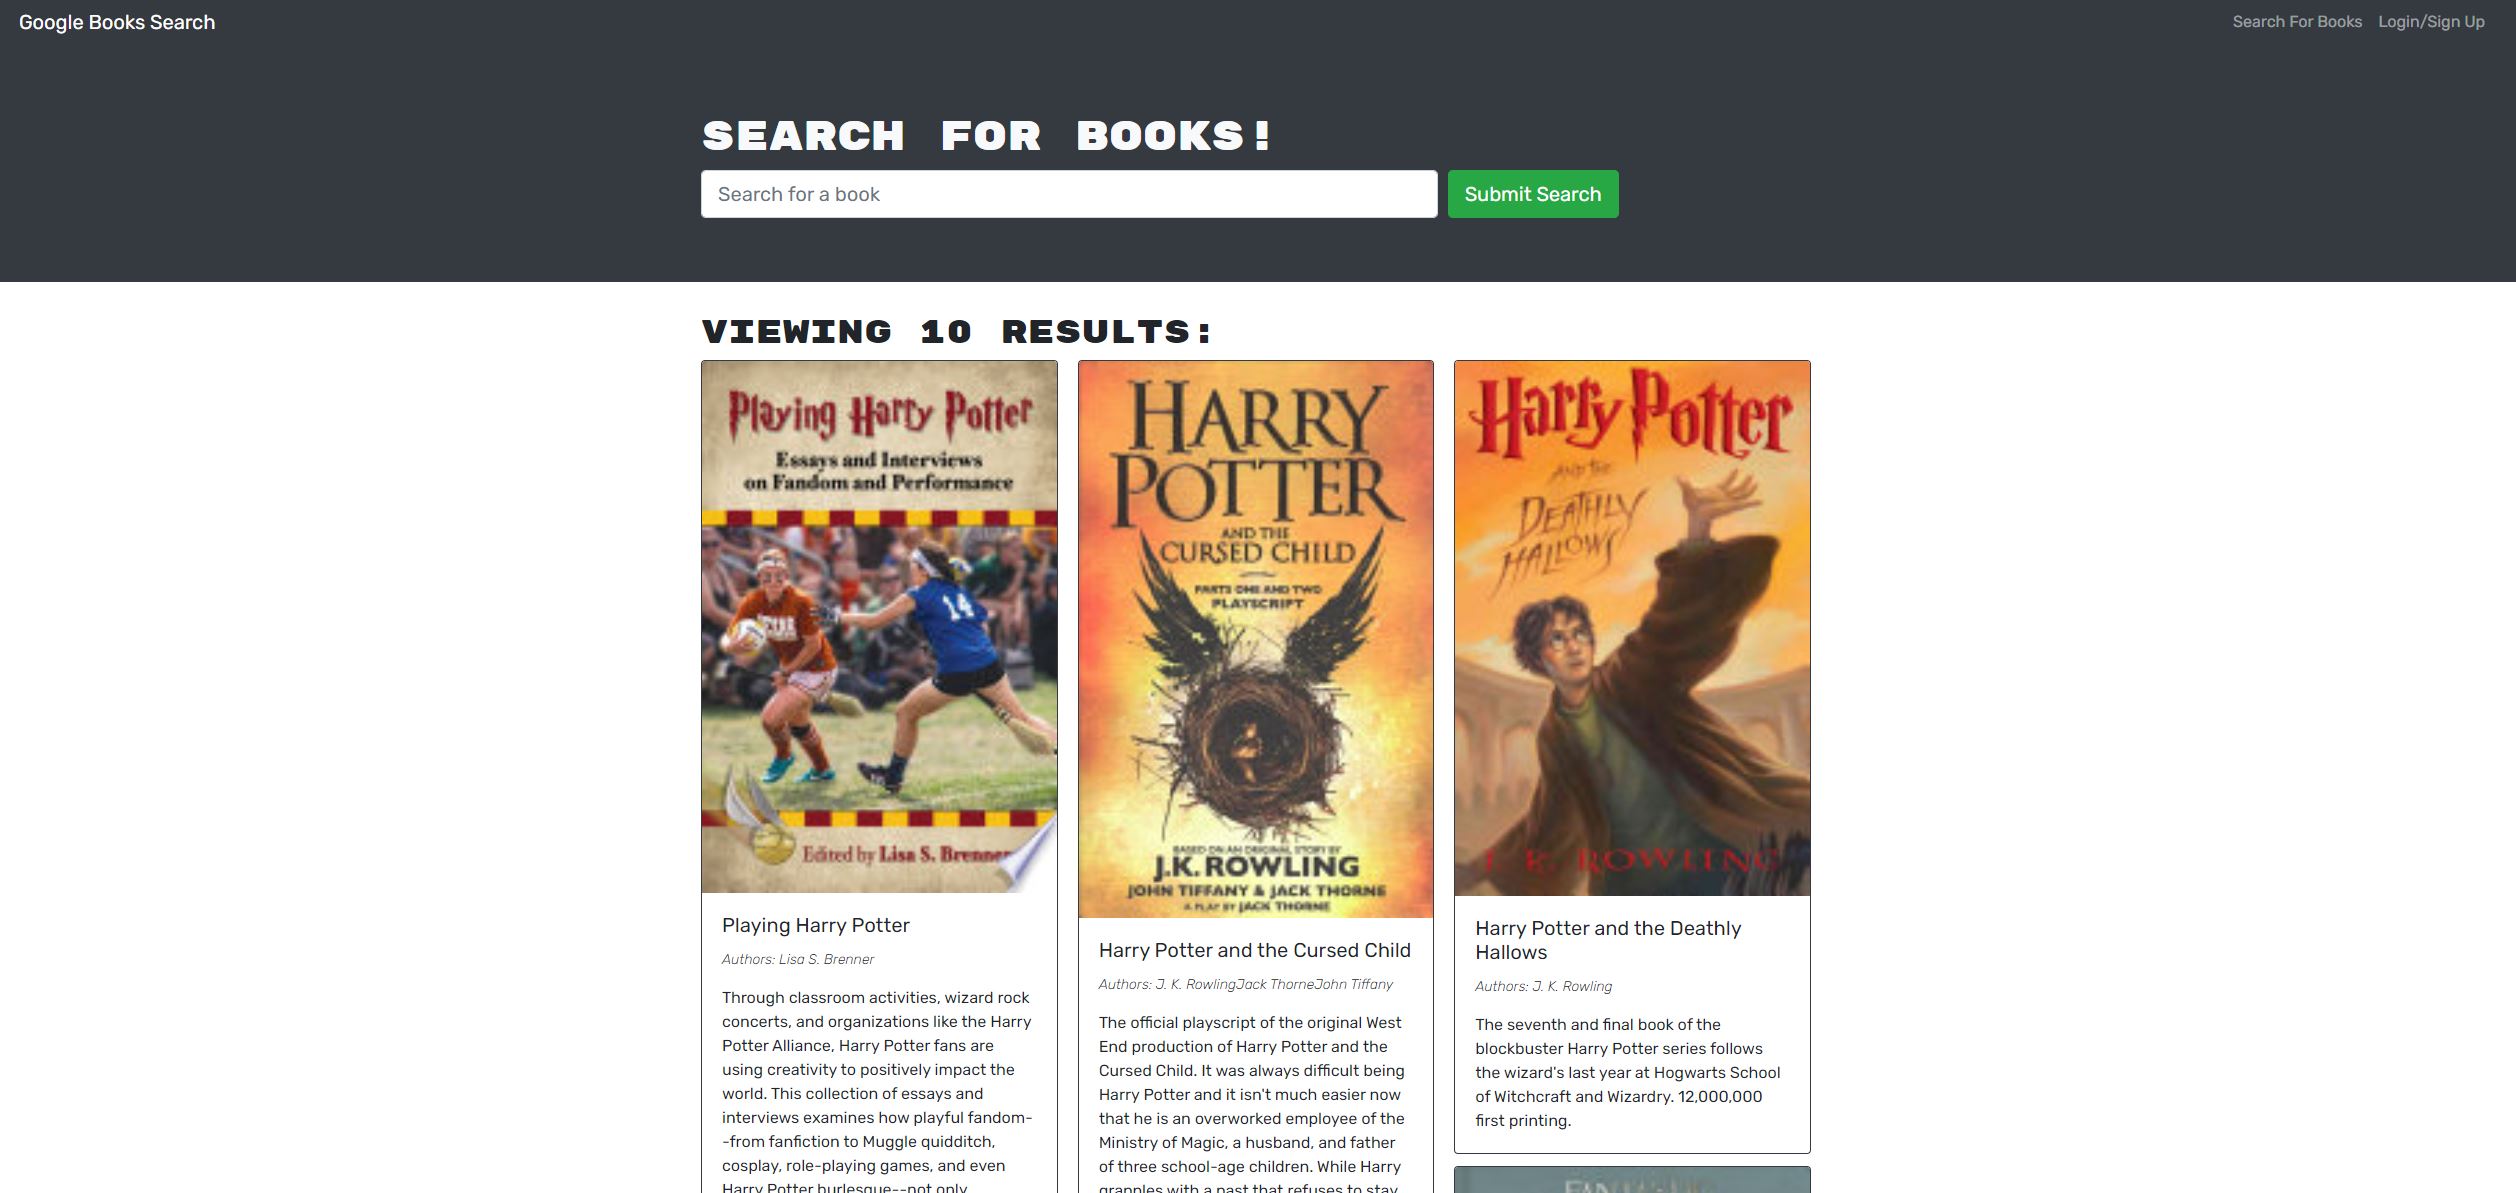 Google Books Search
Search For Books
Login/Sign Up
SEARCH FOR BOOKS!
Search for a book
Submit Search
VIEWING 10 RESULTS:
Playing Harry Potter
Essays and Interviews
on Fandom and Performance
14
Edited by Lisa S. Brenner
Playing Harry Potter
Authors: Lisa S. Brenner
Through classroom activities, wizard rock
concerts, and organizations like the Harry
Potter Alliance, Harry Potter fans are
using creativity to positively impact the
world. This collection of essays and
interviews examines how playful fandom-
-from fanfiction to Muggle quidditch,
cosplay, role-playing games, and even
Harry Potter burlesque--not only
HARRY
POTTER
AND THE
CURSED CHILD
PARTS ONE AND TWO
PLAYSCRIPT
BASED ON AN ORIGINAL STORY BY
J.K. ROWLING
JOHN TIFFANY & JACK THORNE
A PLAY BY JACK THORNE
Harry Potter and the Cursed Child
Authors: J. K. RowlingJack ThorneJohn Tiffany
The official playscript of the original West
End production of Harry Potter and the
Cursed Child. It was always difficult being
Harry Potter and it isn't much easier now
that he is an overworked employee of the
Ministry of Magic, a husband, and father
of three school-age children. While Harry
grapples with a past that refuses to stay
Harry Potter
AND THE
DEATHLY
HALLOWS
J. K. ROWLING
Harry Potter and the Deathly
Hallows
Authors: J. K. Rowling
The seventh and final book of the
blockbuster Harry Potter series follows
the wizard's last year at Hogwarts School
of Witchcraft and Wizardry. 12,000,000
first printing.